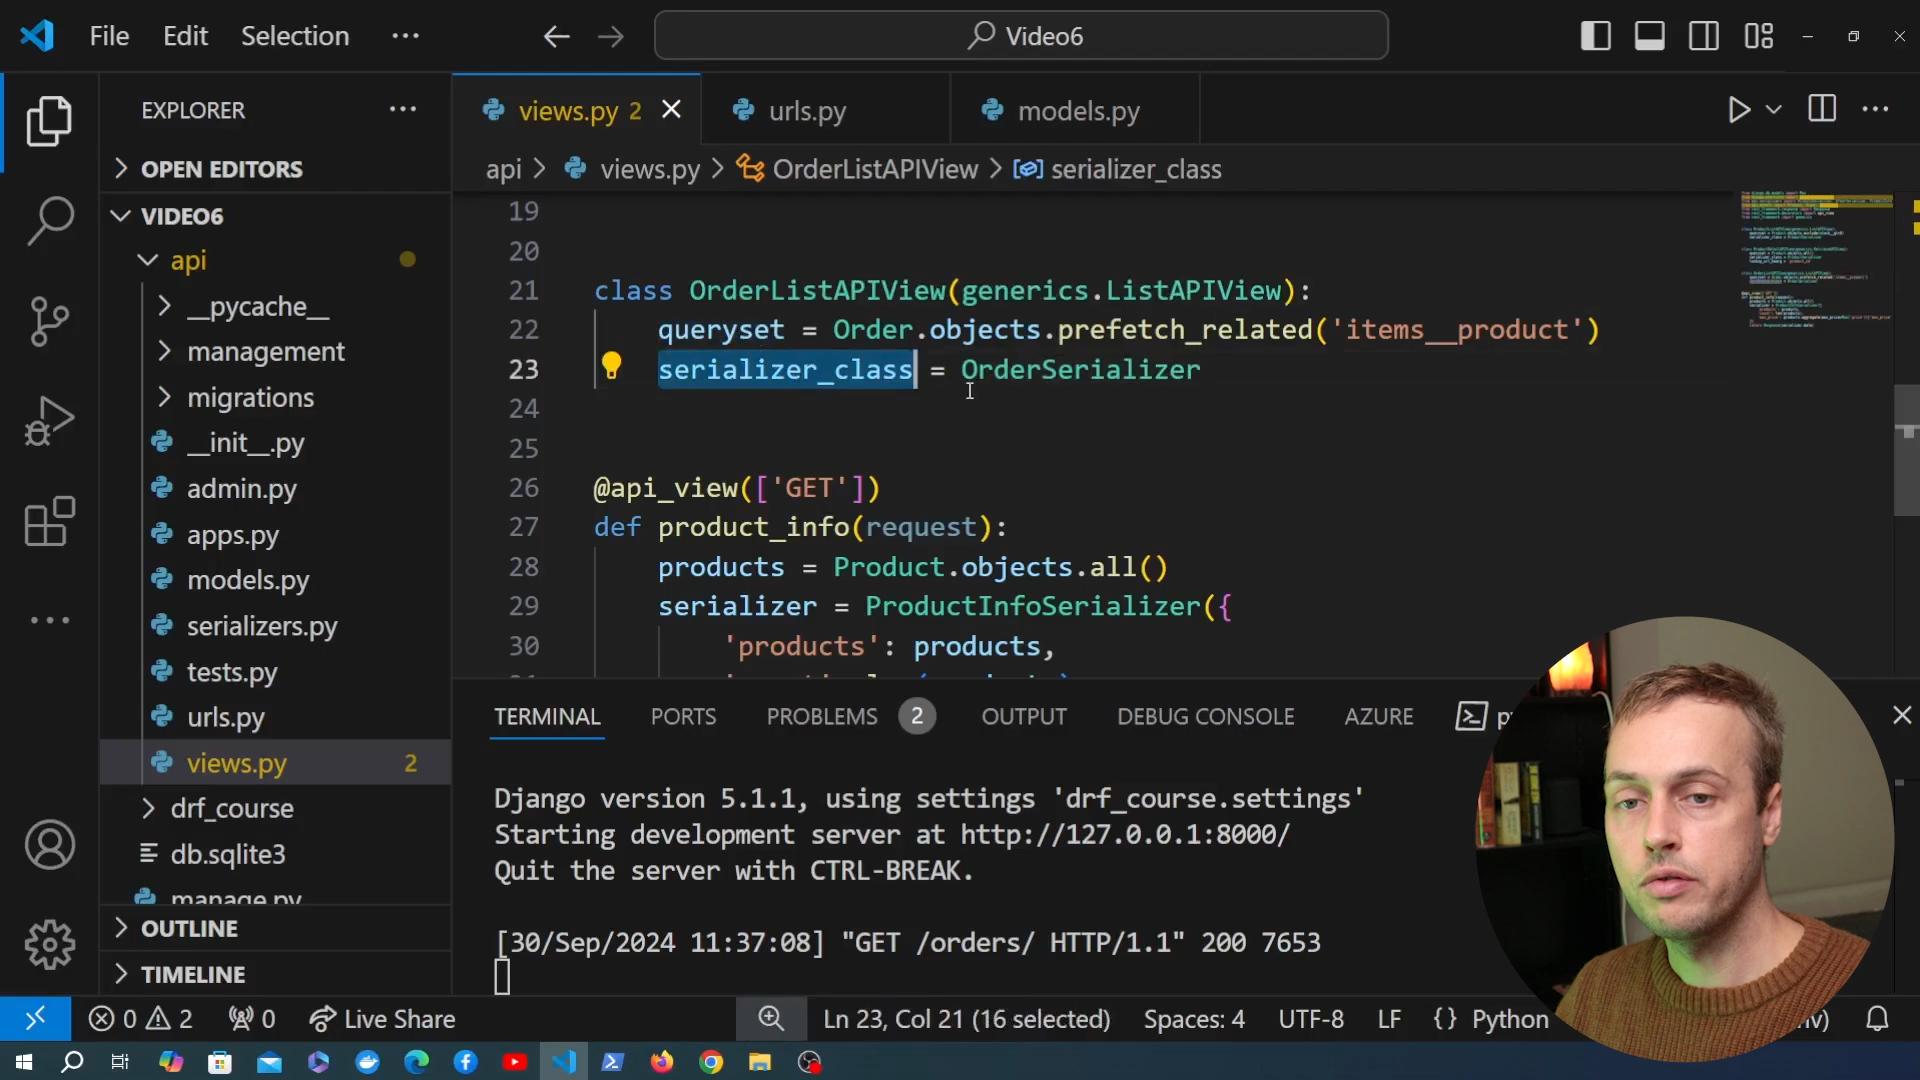 File Edit Selection ···
Video6
EXPLORER ···
OPEN EDITORS
VIDEO6
api
__pycache__
management
migrations
__init__.py
admin.py
apps.py
models.py
serializers.py
tests.py
urls.py
views.py 2
drf_course
db.sqlite3
manage.py
OUTLINE
TIMELINE
views.py 2
urls.py
models.py
api > views.py > OrderListAPIView > serializer_class
19
20
21 class OrderListAPIView(generics.ListAPIView):
22 queryset = Order.objects.prefetch_related('items__product')
23 serializer_class = OrderSerializer
24
25
26 @api_view(['GET'])
27 def product_info(request):
28 products = Product.objects.all()
29 serializer = ProductInfoSerializer({
30 'products': products,
TERMINAL PORTS PROBLEMS 2 OUTPUT DEBUG CONSOLE AZURE
Django version 5.1.1, using settings 'drf_course.settings'
Starting development server at http://127.0.0.1:8000/
Quit the server with CTRL-BREAK.
[30/Sep/2024 11:37:08] "GET /orders/ HTTP/1.1" 200 7653
0 2 0 Live Share Ln 23, Col 21 (16 selected) Spaces: 4 UTF-8 LF {} Python